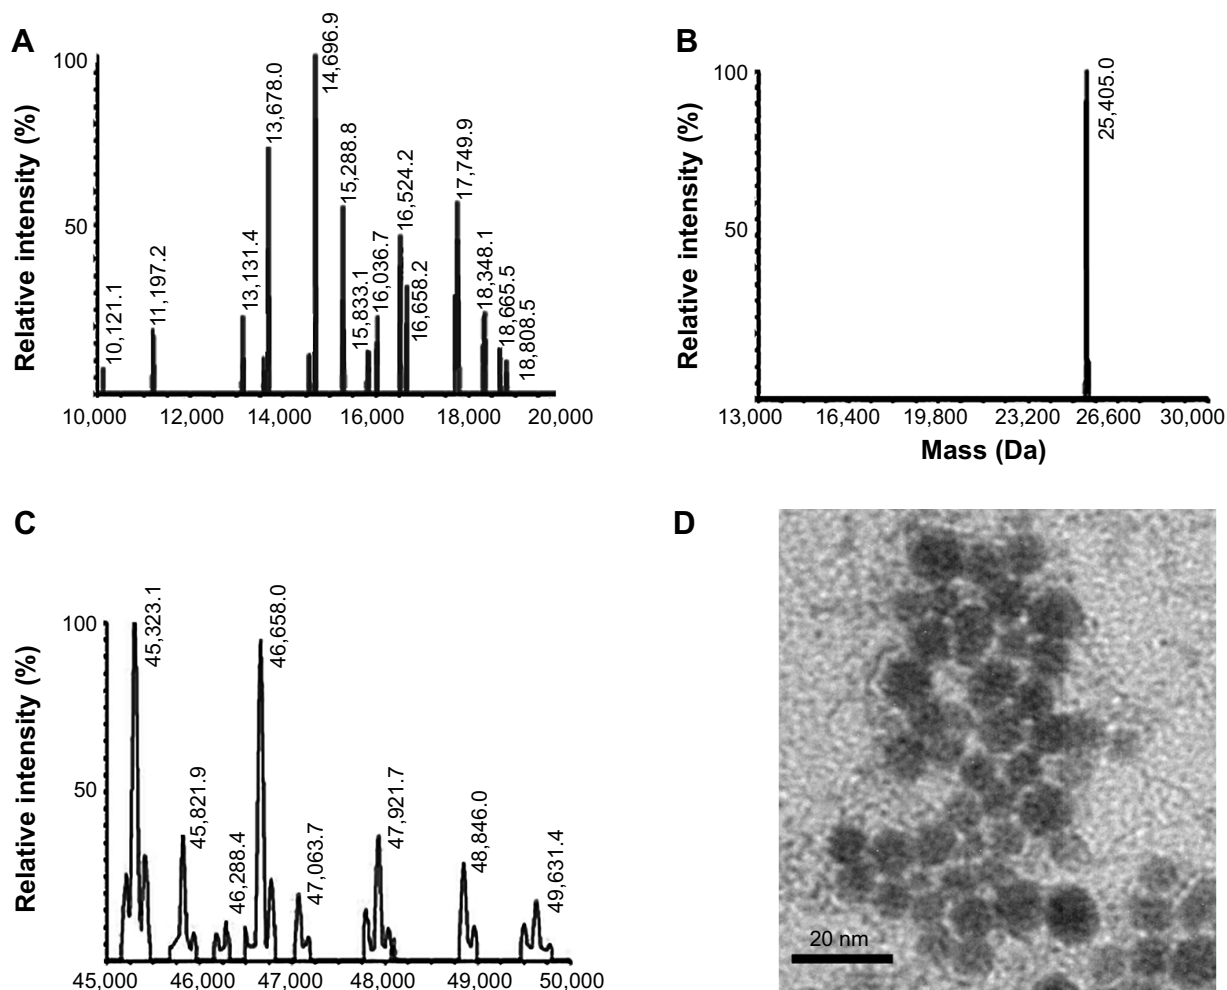 A
Relative intensity (%)
100
50
10,121.1
11,197.2
13,131.4
13,678.0
14,696.9
15,288.8
15,833.1
16,036.7
16,524.2
16,658.2
17,749.9
18,348.1
18,665.5
18,808.5
10,000 12,000 14,000 16,000 18,000 20,000
B
Relative intensity (%)
100
50
25,405.0
13,000 16,400 19,800 23,200 26,600 30,000
Mass (Da)
C
Relative intensity (%)
100
50
45,323.1
45,821.9
46,288.4
46,658.0
47,063.7
47,921.7
48,846.0
49,631.4
45,000 46,000 47,000 48,000 49,000 50,000
D
20 nm